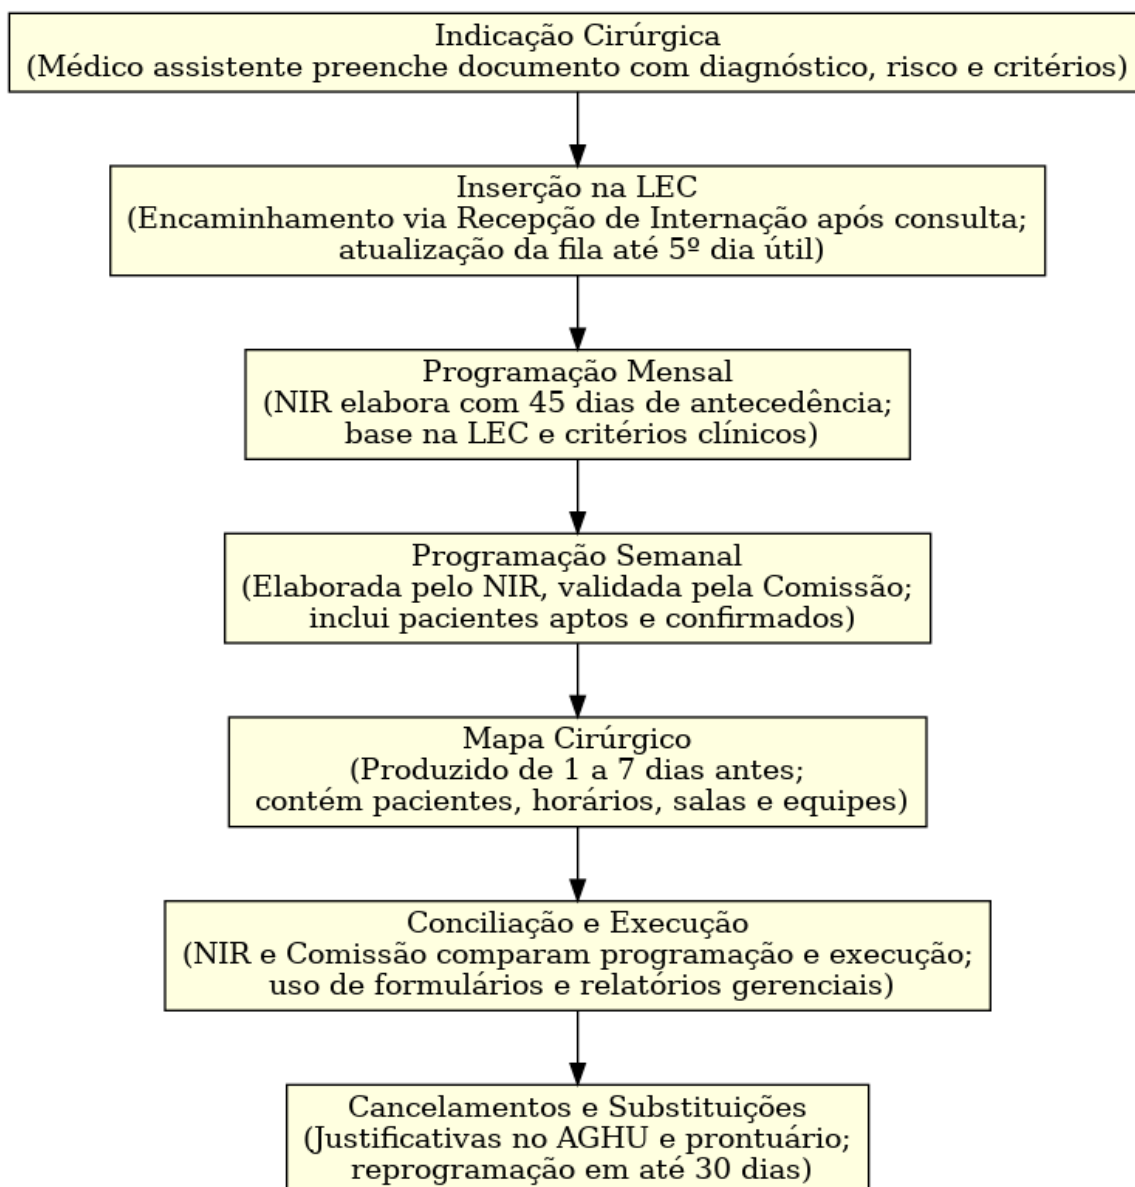 Indicação Cirúrgica
(Médico assistente preenche documento com diagnóstico, risco e critérios)
Inserção na LEC
(Encaminhamento via Recepção de Internação após consulta;
atualização da fila até 5º dia útil)
Programação Mensal
(NIR elabora com 45 dias de antecedência;
base na LEC e critérios clínicos)
Programação Semanal
(Elaborada pelo NIR, validada pela Comissão;
inclui pacientes aptos e confirmados)
Mapa Cirúrgico
(Produzido de 1 a 7 dias antes;
contém pacientes, horários, salas e equipes)
Conciliação e Execução
(NIR e Comissão comparam programação e execução;
uso de formulários e relatórios gerenciais)
Cancelamentos e Substituições
(Justificativas no AGHU e prontuário;
reprogramação em até 30 dias)